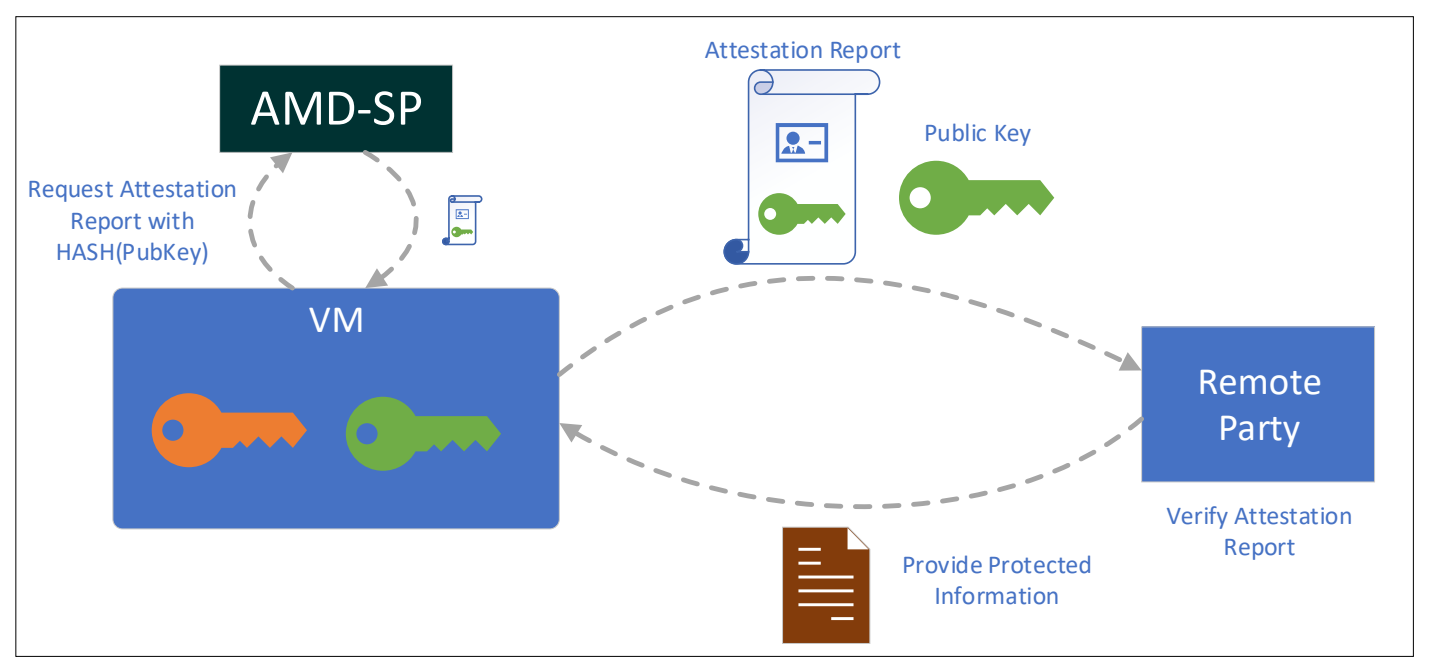 AMD-SP
Request Attestation
Report with
HASH(PubKey)
VM
Attestation Report
Public Key
Remote
Party
Verify Attestation
Report
Provide Protected
Information